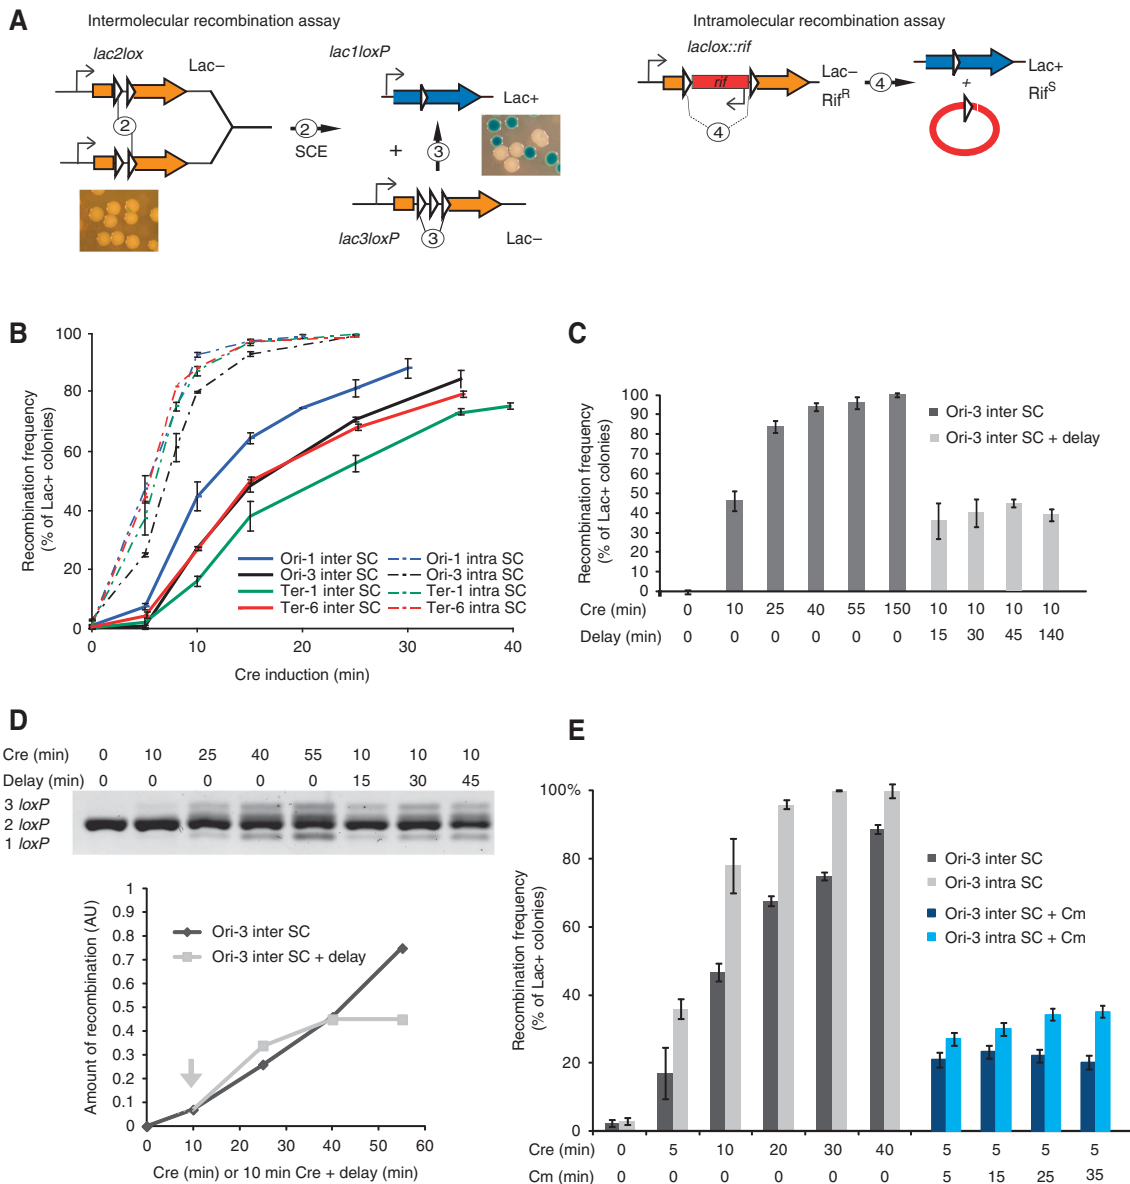 A
Intermolecular recombination assay
Intramolecular recombination assay
lac2lox
Lac–
2
2
SCE
lac1loxP
Lac+
+
3
lac3loxP
3
Lac–
laclox::rif
rif
Lac–
RifR
4
4
Lac+
+
RifS
B
Recombination frequency
(% of Lac+ colonies)
100
80
60
40
20
0
0 10 20 30 40
Cre induction (min)
Ori-1 inter SC
Ori-3 inter SC
Ter-1 inter SC
Ter-6 inter SC
Ori-1 intra SC
Ori-3 intra SC
Ter-1 intra SC
Ter-6 intra SC
C
Recombination frequency
(% of Lac+ colonies)
100
90
80
70
60
50
40
30
20
10
0
Ori-3 inter SC
Ori-3 inter SC + delay
Cre (min) 0 10 25 40 55 150 10 10 10 10
Delay (min) 0 0 0 0 0 0 15 30 45 140
D
Cre (min) 0 10 25 40 55 10 10 10
Delay (min) 0 0 0 0 0 15 30 45
3 loxP
2 loxP
1 loxP
Amount of recombination (AU)
1
0.9
0.8
0.7
0.6
0.5
0.4
0.3
0.2
0.1
0
Ori-3 inter SC
Ori-3 inter SC + delay
0 10 20 30 40 50 60
Cre (min) or 10 min Cre + delay (min)
E
Recombination frequency
(% of Lac+ colonies)
100%
80
60
40
20
0
Ori-3 inter SC
Ori-3 intra SC
Ori-3 inter SC + Cm
Ori-3 intra SC + Cm
Cre (min) 0 5 10 20 30 40 5 5 5 5
Cm (min) 0 0 0 0 0 0 5 15 25 35